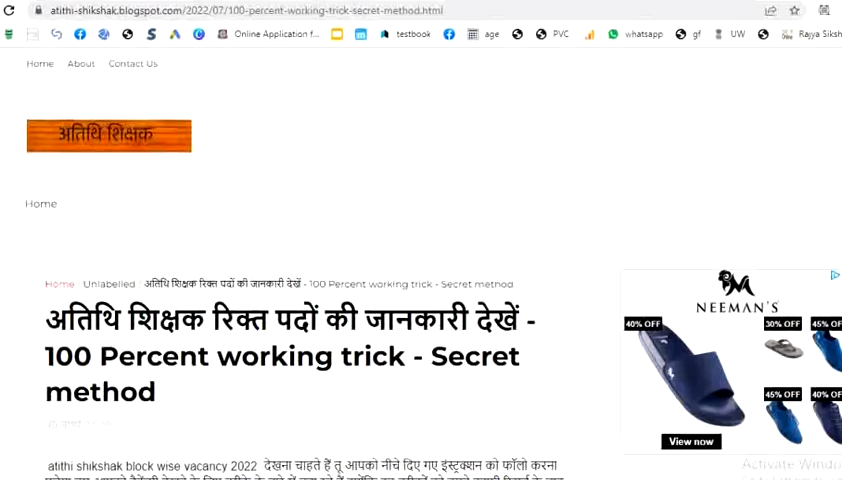 atithi-shikshak.blogspot.com/2022/07/100-percent-working-trick-secret-method.html
Online Application f... testbook age PVC whatsapp gf UW Rajya Siksh
Home About Contact Us
अतिथि शिक्षक
Home
Home Unlabelled अतिथि शिक्षक रिक्त पदों की जानकारी देखें - 100 Percent working trick - Secret method
अतिथि शिक्षक रिक्त पदों की जानकारी देखें -
100 Percent working trick - Secret
method
NEEMAN'S
40% OFF
30% OFF
45% OFF
45% OFF
40% OF
View now
atithi shikshak block wise vacancy 2022 देखना चाहते हैं तू आपको नीचे दिए गए इंस्ट्रक्शन को फॉलो करना
Activate Windo